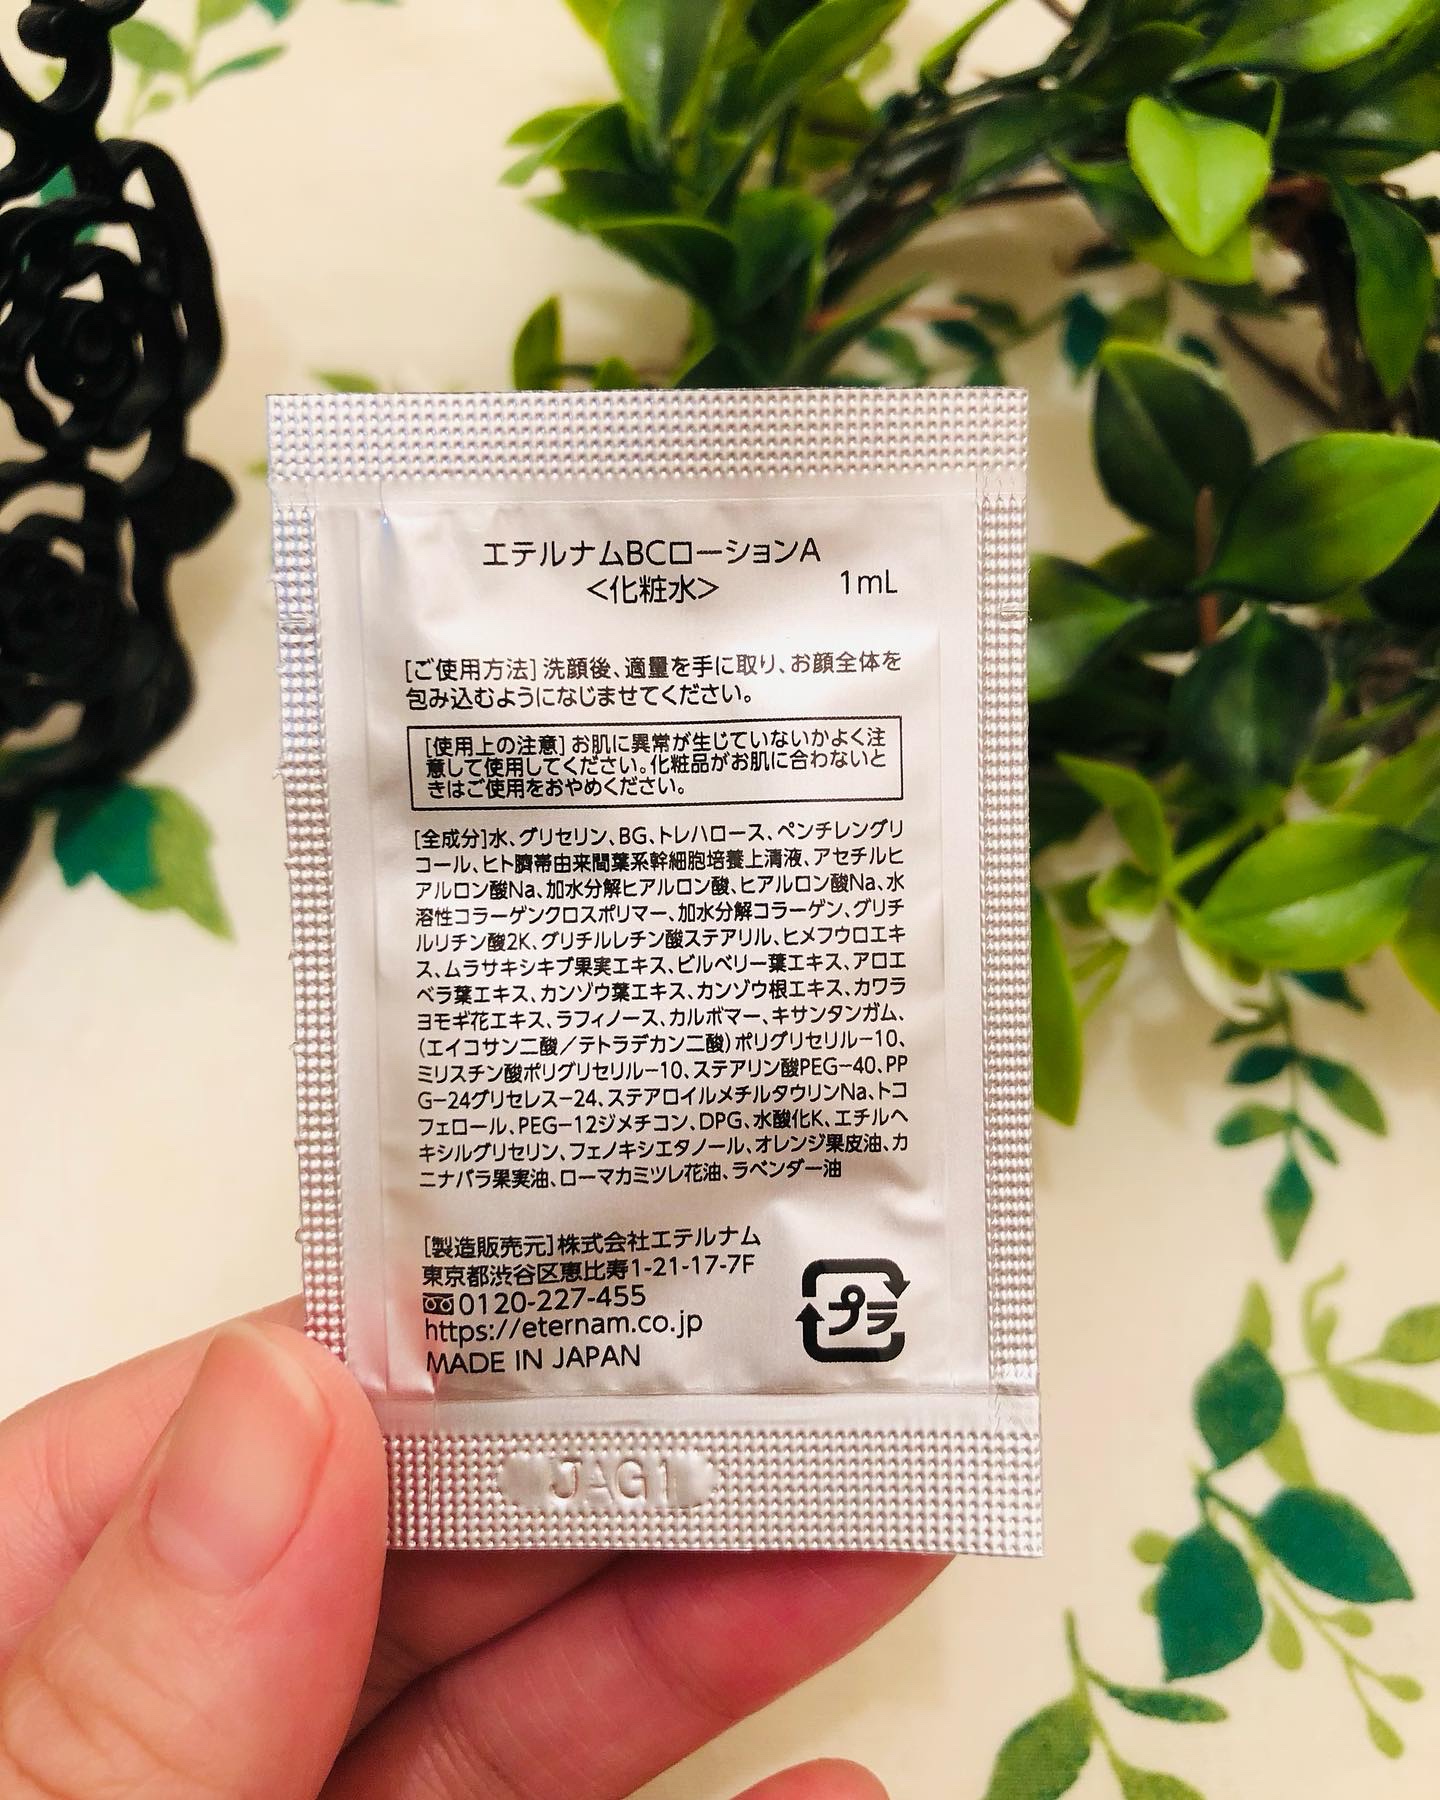 エテルナムBCローションA
<化粧水> 1mL
[ご使用方法] 洗顔後、適量を手に取り、お顔全体を
包み込むようになじませてください。
[使用上の注意] お肌に異常が生じていないかよく注
意して使用してください。化粧品がお肌に合わないと
きはご使用をおやめください。
[全成分]水、グリセリン、BG、トレハロース、ペンチレングリ
コール、ヒト臍帯由来間葉系幹細胞培養上清液、アセチルヒ
アルロン酸Na、加水分解ヒアルロン酸、ヒアルロン酸Na、水
溶性コラーゲンクロスポリマー、加水分解コラーゲン、グリチ
ルリチン酸2K、グリチルレチン酸ステアリル、ヒメフウロエキ
ス、ムラサキシキブ果実エキス、ビルベリー葉エキス、アロエ
ベラ葉エキス、カンゾウ葉エキス、カンゾウ根エキス、カワラ
ヨモギ花エキス、ラフィノース、カルボマー、キサンタンガム、
(エイコサン二酸/テトラデカン二酸)ポリグリセリル-10、
ミリスチン酸ポリグリセリル-10、ステアリン酸PEG-40、PP
G-24グリセレス-24、ステアロイルメチルタウリンNa、トコ
フェロール、PEG-12ジメチコン、DPG、水酸化K、エチルヘ
キシルグリセリン、フェノキシエタノール、オレンジ果皮油、カ
ニナバラ果実油、ローマカミツレ花油、ラベンダー油
[製造販売元]株式会社エテルナム
東京都渋谷区恵比寿1-21-17-7F
0120-227-455
https://eternam.co.jp
MADE IN JAPAN
プラ
JAG1